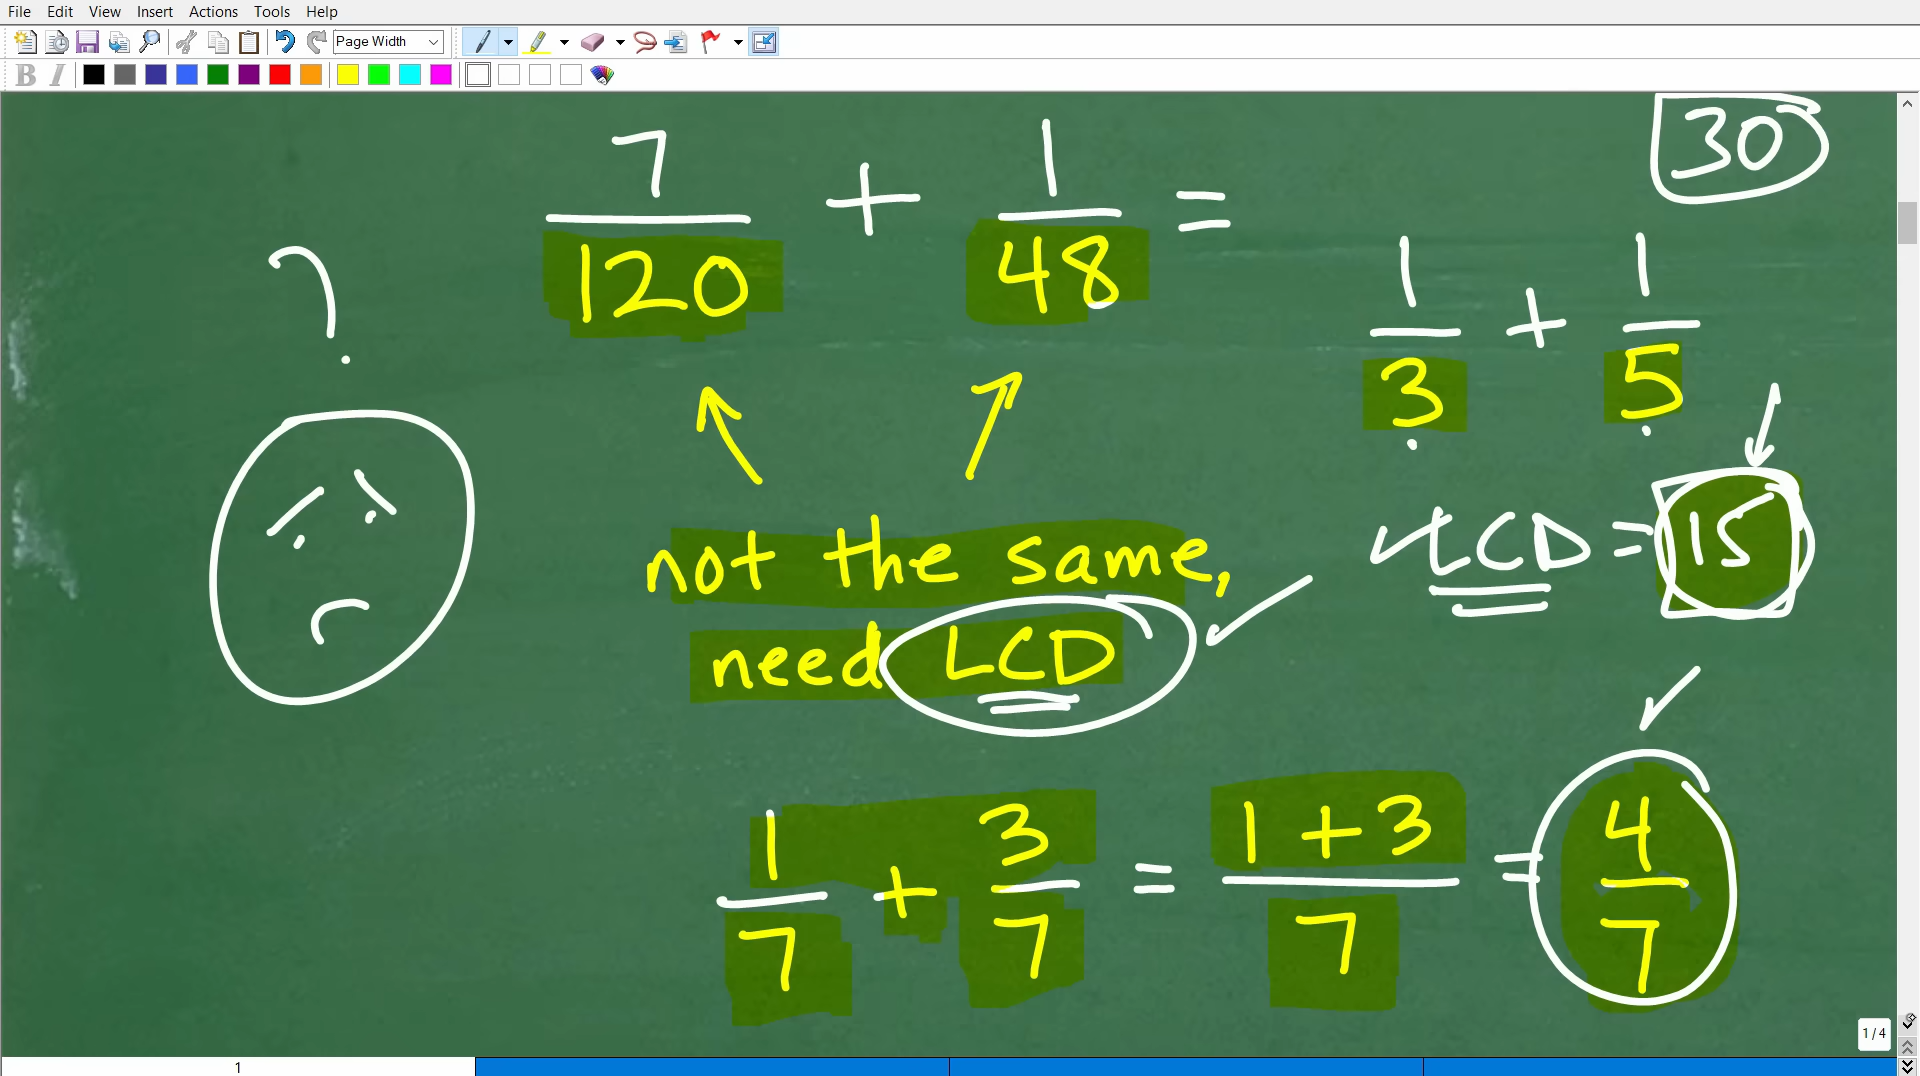 File Edit View Insert Actions Tools Help
Page Width
B I
30
7/120 + 1/48 =
?
1/3 + 1/5
LCD = 15
not the same,
need LCD
1/7 + 3/7 = 1+3/7 = 4/7
1/4
1